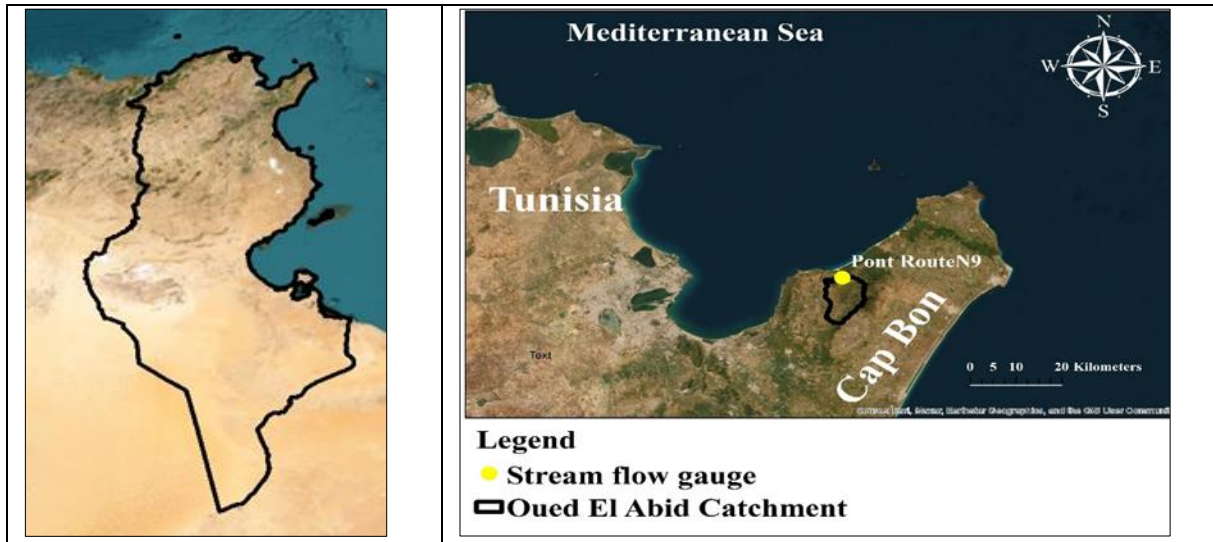 Mediterranean Sea
N
W E
S
Tunisia
Pont RouteN9
Cap Bon
0 5 10 20 Kilometers
Text
Legend
Stream flow gauge
Oued El Abid Catchment